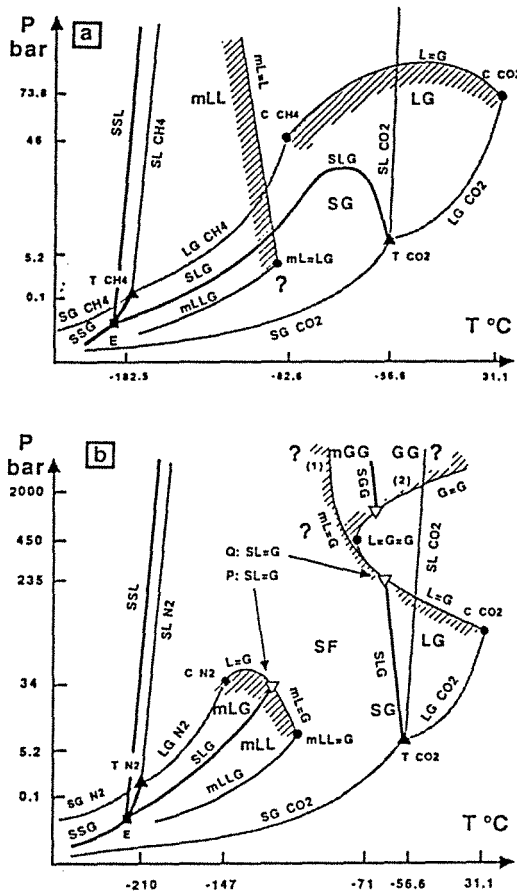 P
bar
a
73.8
46
5.2
0.1
SSL
SL CH4
mLL
mL=L
C CH4
L=G
C CO2
LG
SL CO2
SLG
SG
LG CO2
LG CH4
SLG
mL=LG
?
T CO2
T CH4
SG CH4
mLLG
SSG
E
SG CO2
T °C
-182.5
-82.6
-56.6
31.1
P
bar
b
2000
450
235
34
5.2
0.1
SSL
SL N2
?
mGG
GG
?
(1)
SGG
(2)
G=G
?
mL=G
L=G=G
SL CO2
Q: SL=G
P: SL=G
L=G
C CO2
SF
LG
L=G
C N2
mLG
mL=G
SLG
LG CO2
LG N2
SLG
mLL
mLL=G
SG
T CO2
T N2
SG N2
mLLG
SSG
E
SG CO2
T °C
-210
-147
-71
-56.6
31.1